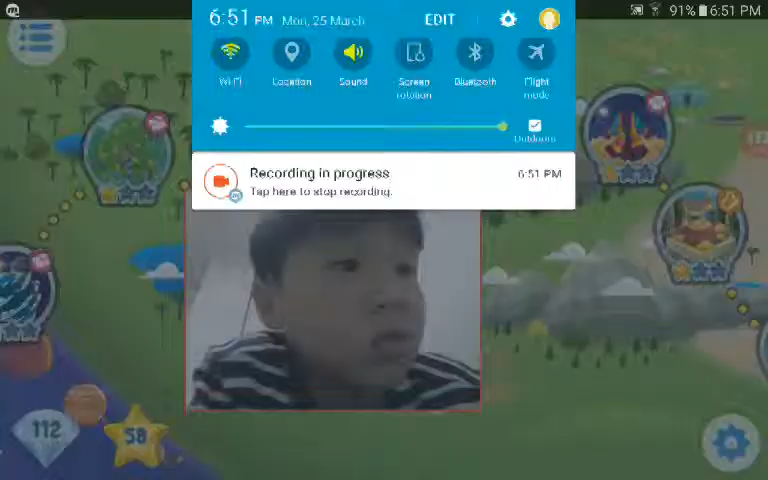 91% 6:51 PM
6:51 PM Mon, 25 March EDIT
Wi-Fi Location Sound Screen rotation Bluetooth Flight mode
Outdoors
Recording in progress 6:51 PM
Tap here to stop recording.
112 58